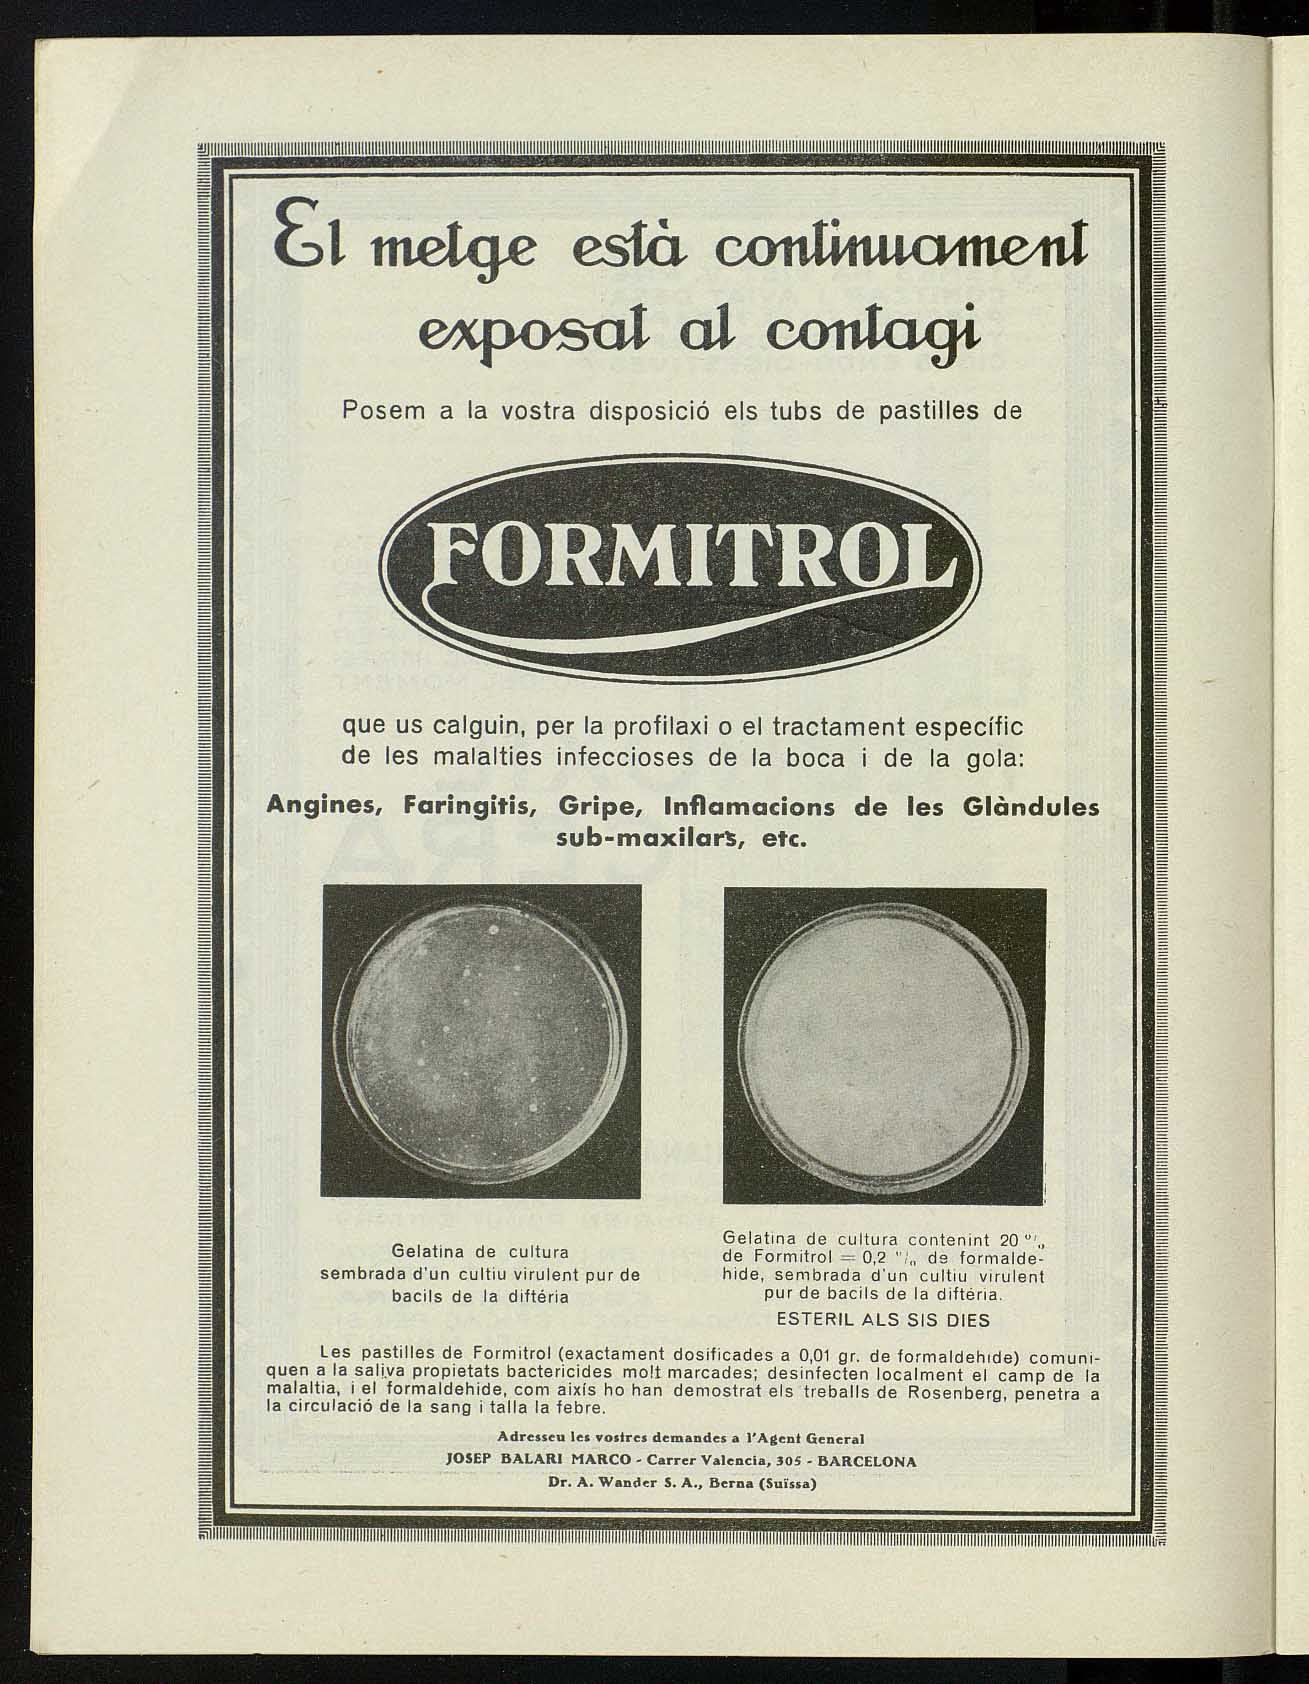 El metge està continuament
exposat al contagi
Posem a la vostra disposició els tubs de pastilles de
FORMITROL
que us calguin, per la profilaxi o el tractament específic
de les malalties infeccioses de la boca i de la gola:
Angines, Faringitis, Gripe, Inflamacions de les Glàndules
sub-maxilars, etc.
Gelatina de cultura
sembrada d'un cultiu virulent pur de
bacils de la diftéria
Gelatina de cultura contenint 20 %
de Formitrol = 0,2 % de formalde-
hide, sembrada d'un cultiu virulent
pur de bacils de la diftéria.
ESTERIL ALS SIS DIES
Les pastilles de Formitrol (exactament dosificades a 0,01 gr. de formaldehide) comuni-
quen a la saliva propietats bactericides molt marcades; desinfecten localment el camp de la
malaltia, i el formaldehide, com aixís ho han demostrat els treballs de Rosenberg, penetra a
la circulació de la sang i talla la febre.
Adresseu les vostres demandes a l'Agent General
JOSEP BALARI MARCO - Carrer Valencia, 305 - BARCELONA
Dr. A. Wander S. A., Berna (Suïssa)